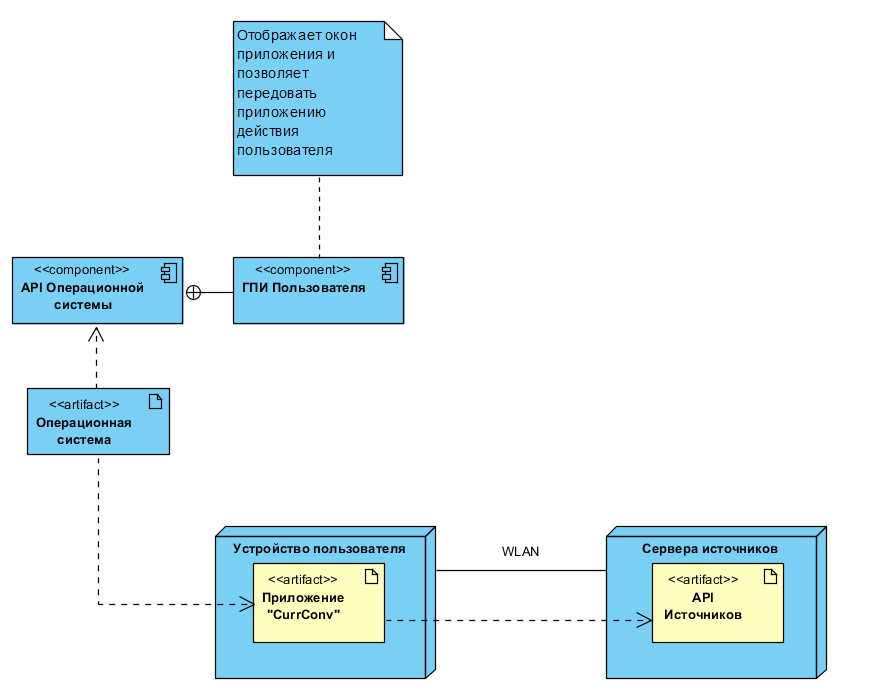 Отображает окон
приложения и
позволяет
передовать
приложению
действия
пользователя
<<component>>
API Операционной
системы
<<component>>
ГПИ Пользователя
<<artifact>>
Операционная
система
Устройство пользователя
<<artifact>>
Приложение
"CurrConv"
WLAN
Сервера источников
<<artifact>>
API
Источников